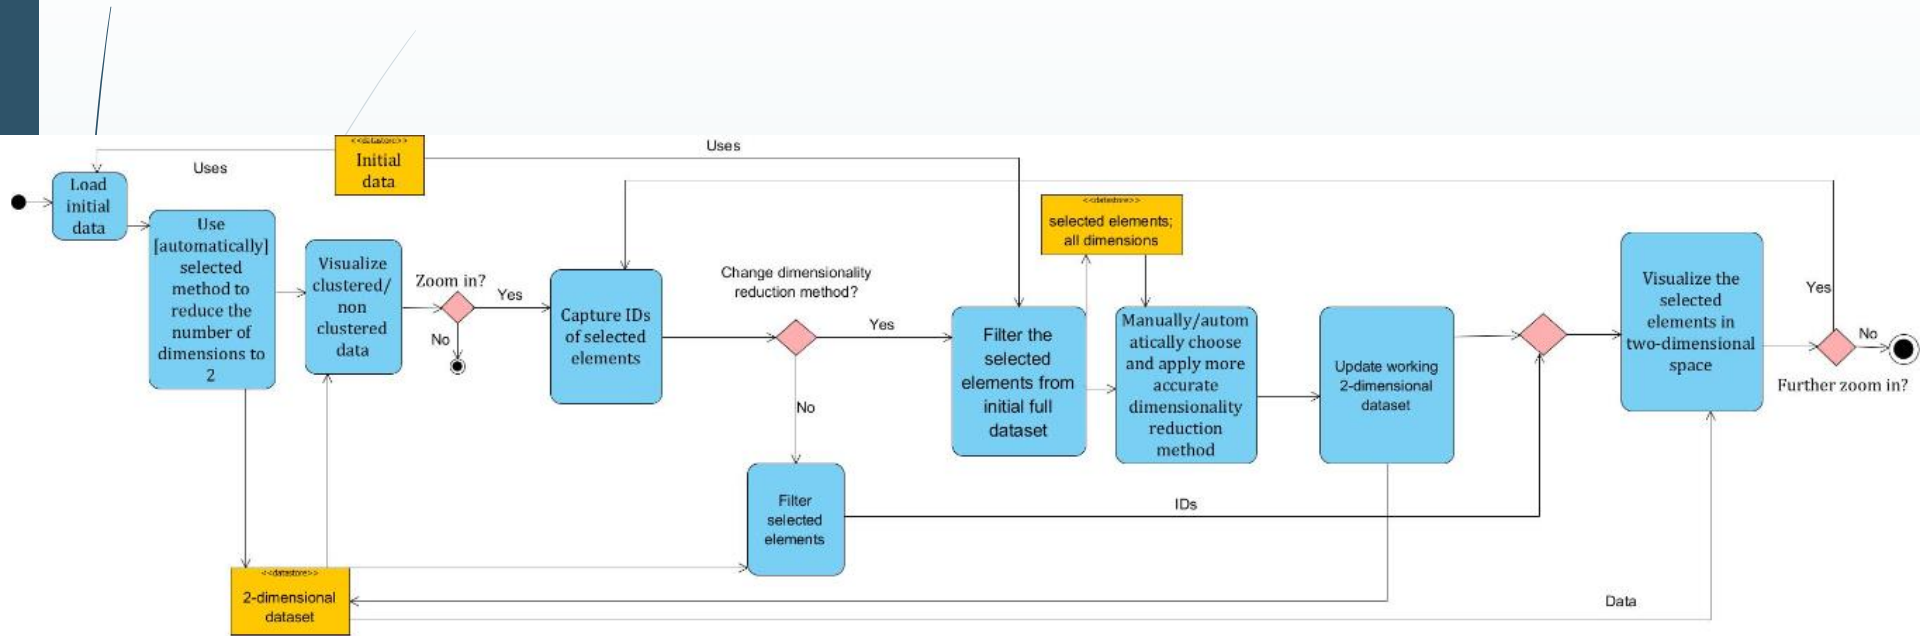 <<datastore>>
Initial
data
Uses
Uses
Load
initial
data
Use
[automatically]
selected
method to
reduce the
number of
dimensions to
2
Visualize
clustered/
non
clustered
data
Zoom in?
Yes
No
Capture IDs
of selected
elements
Change dimensionality
reduction method?
Yes
No
Filter
selected
elements
Filter the
selected
elements from
initial full
dataset
<<datastore>>
selected elements;
all dimensions
Manually/autom
atically choose
and apply more
accurate
dimensionality
reduction
method
Update working
2-dimensional
dataset
IDs
Visualize the
selected
elements in
two-dimensional
space
Yes
No
Further zoom in?
<<datastore>>
2-dimensional
dataset
Data